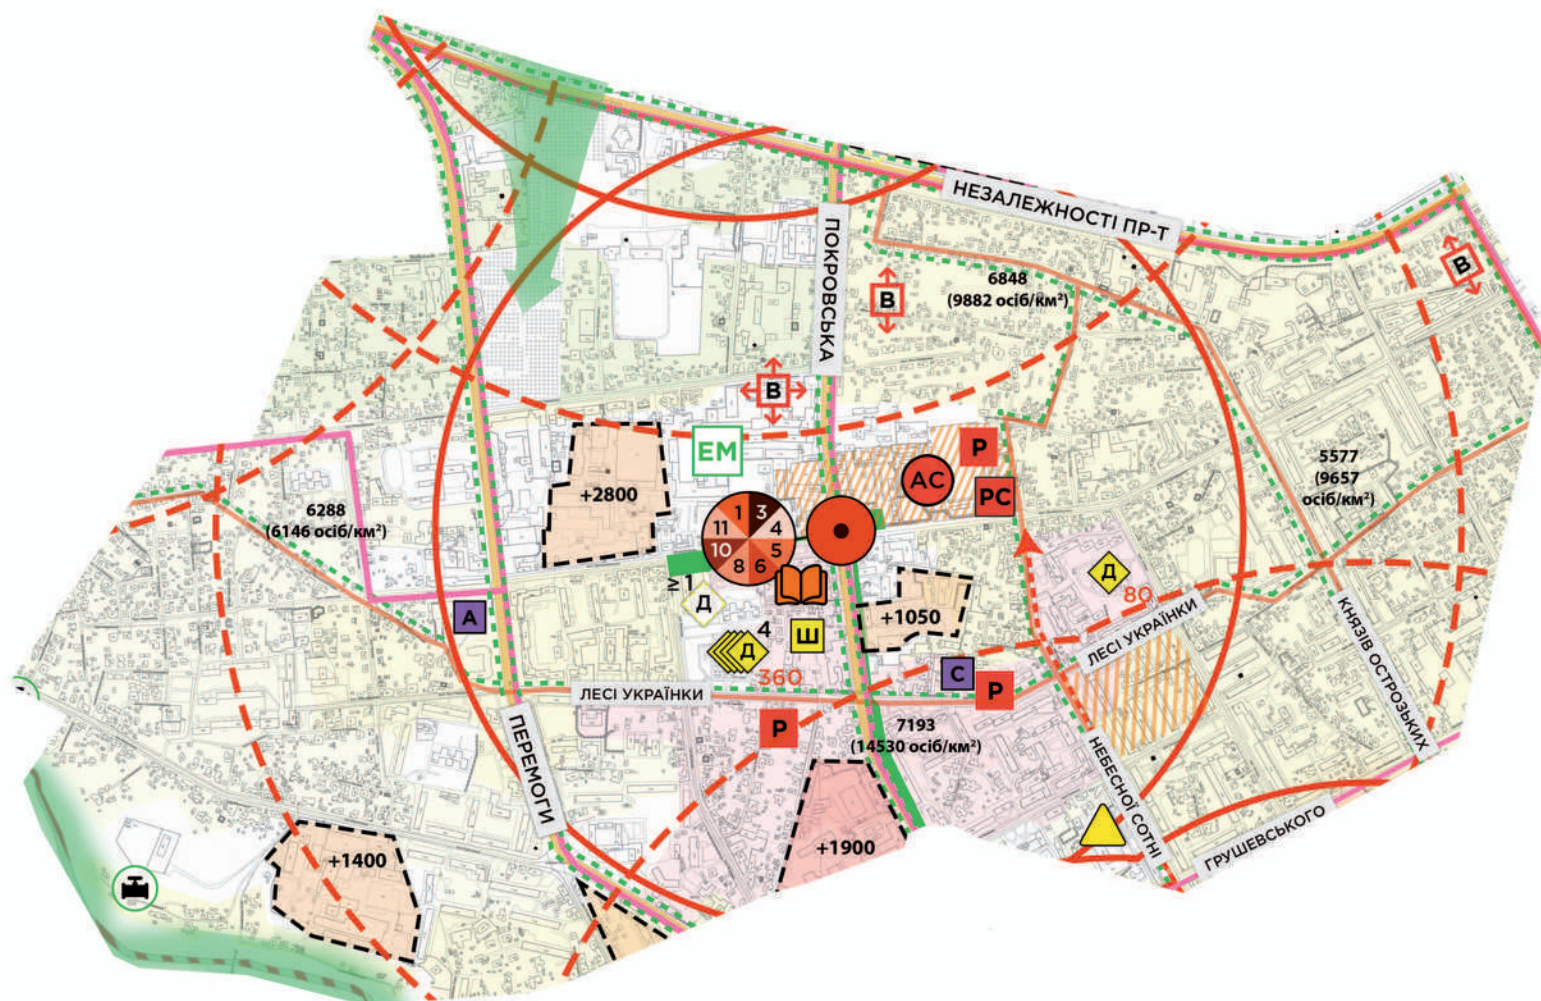 НЕЗАЛЕЖНОСТІ ПР-Т
ПОКРОВСЬКА
В
6848
(9882 осіб/км²)
В
В
ЕМ
Р
АС
РС
+2800
5577
(9657
осіб/км²)
6288
(6146 осіб/км²)
1
3
11
4
10
5
8
6
≥ 1
Д
Д
80
А
+1050
Ш
4
Д
360
С
Р
ЛЕСІ УКРАЇНКИ
ЛЕСІ УКРАЇНКИ
КНЯЗІВ ОСТРОЗЬКИХ
Р
7193
(14530 осіб/км²)
ПЕРЕМОГИ
НЕБЕСНОЇ СОТНІ
ГРУШЕВСЬКОГО
+1900
+1400